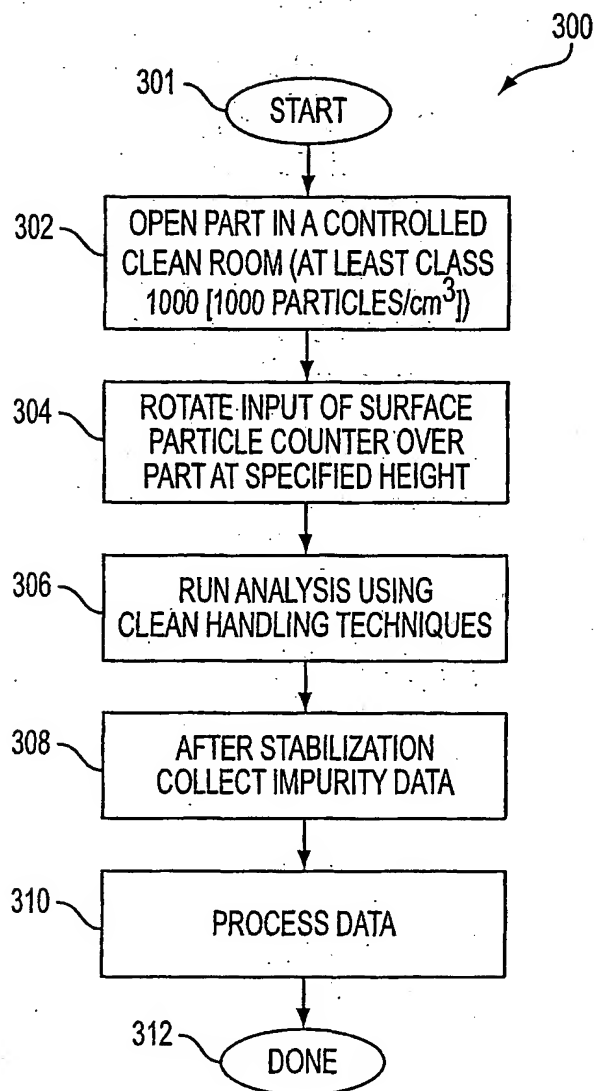 300
301
START
302
OPEN PART IN A CONTROLLED
CLEAN ROOM (AT LEAST CLASS
1000 [1000 PARTICLES/cm³])
304
ROTATE INPUT OF SURFACE
PARTICLE COUNTER OVER
PART AT SPECIFIED HEIGHT
306
RUN ANALYSIS USING
CLEAN HANDLING TECHNIQUES
308
AFTER STABILIZATION
COLLECT IMPURITY DATA
310
PROCESS DATA
312
DONE